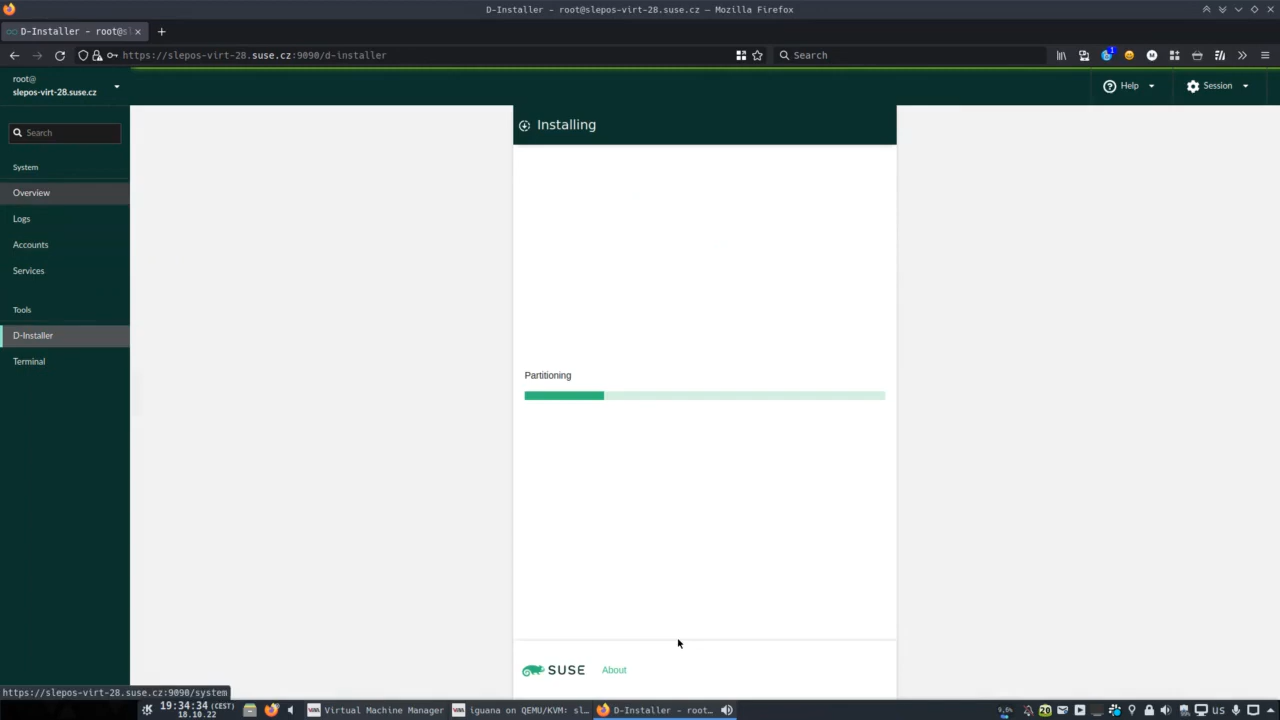 D-Installer - root@slepos-virt-28.suse.cz — Mozilla Firefox
D-Installer - root@sl
https://slepos-virt-28.suse.cz:9090/d-installer
Search
1
root@
slepos-virt-28.suse.cz
Help
Session
Search
System
Overview
Logs
Accounts
Services
Tools
D-Installer
Terminal
Installing
Partitioning
SUSE
About
https://slepos-virt-28.suse.cz:9090/system
19:34:34 (CEST)
18.10.22
Virtual Machine Manager
iguana on QEMU/KVM: sl...
D-Installer - root...
20
US